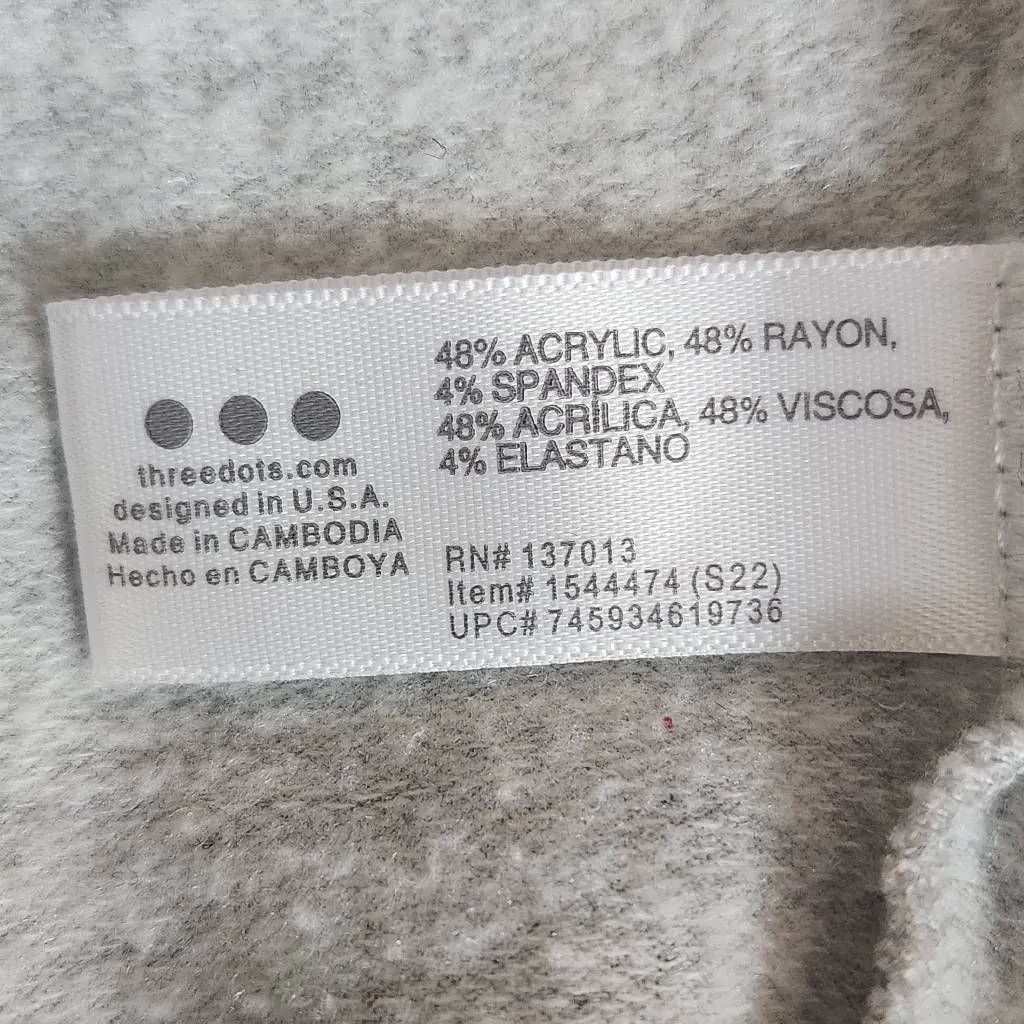 threedots.com
designed in U.S.A.
Made in CAMBODIA
Hecho en CAMBOYA
48% ACRYLIC, 48% RAYON,
4% SPANDEX
48% ACRÍLICA, 48% VISCOSA,
4% ELASTANO
RN# 137013
Item# 1544474 (S22)
UPC# 745934619736